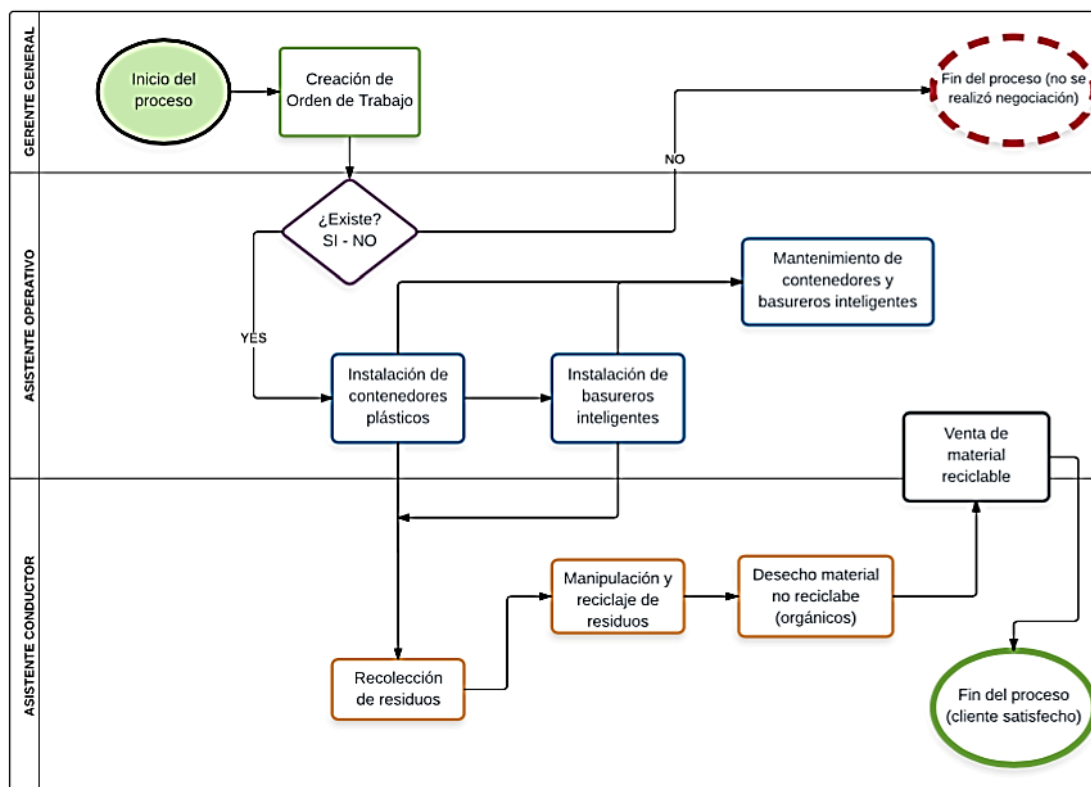 GERENTE GENERAL
Inicio del
proceso
Creación de
Orden de Trabajo
Fin del proceso (no se
realizó negociación)
NO
ASISTENTE OPERATIVO
¿Existe?
SI - NO
YES
Mantenimiento de
contenedores y
basureros inteligentes
Instalación de
contenedores
plásticos
Instalación de
basureros
inteligentes
Venta de
material
reciclable
ASISTENTE CONDUCTOR
Manipulación y
reciclaje de
residuos
Desecho material
no reciclabe
(orgánicos)
Recolección
de residuos
Fin del proceso
(cliente satisfecho)